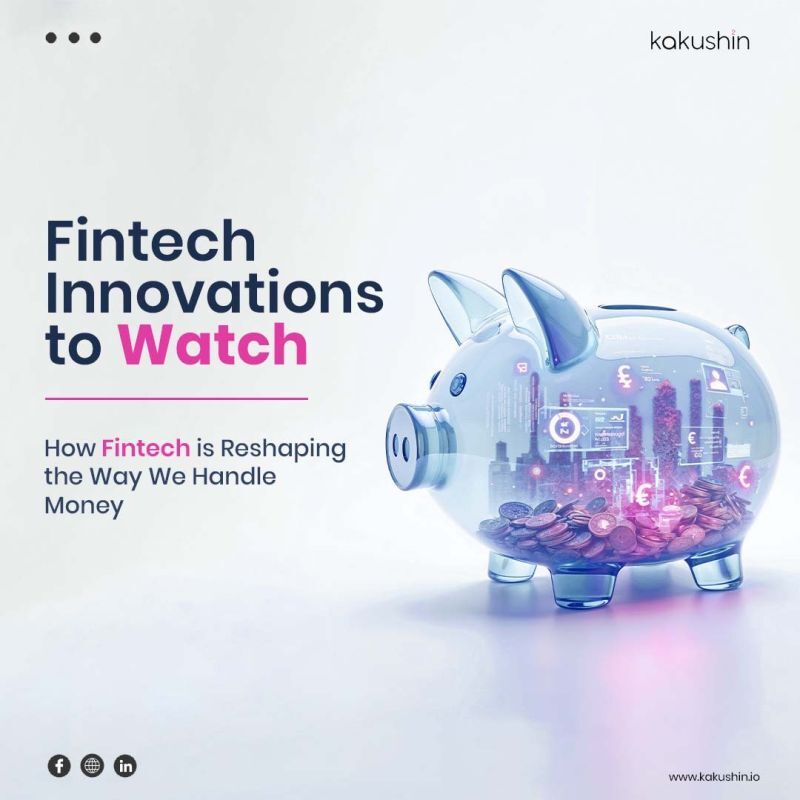 kakushin
Fintech
Innovations
to Watch
How Fintech is Reshaping
the Way We Handle
Money
www.kakushin.io